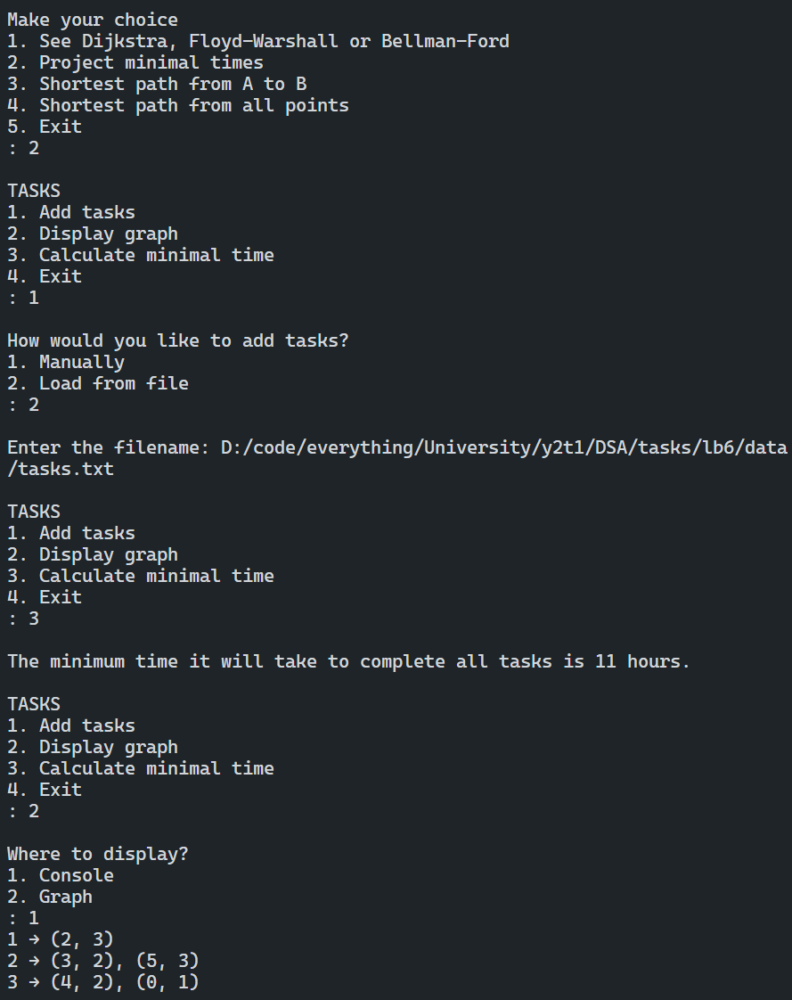 Make your choice
1. See Dijkstra, Floyd-Warshall or Bellman-Ford
2. Project minimal times
3. Shortest path from A to B
4. Shortest path from all points
5. Exit
: 2
TASKS
1. Add tasks
2. Display graph
3. Calculate minimal time
4. Exit
: 1
How would you like to add tasks?
1. Manually
2. Load from file
: 2
Enter the filename: D:/code/everything/University/y2t1/DSA/tasks/lb6/data
/tasks.txt
TASKS
1. Add tasks
2. Display graph
3. Calculate minimal time
4. Exit
: 3
The minimum time it will take to complete all tasks is 11 hours.
TASKS
1. Add tasks
2. Display graph
3. Calculate minimal time
4. Exit
: 2
Where to display?
1. Console
2. Graph
: 1
1 → (2, 3)
2 → (3, 2), (5, 3)
3 → (4, 2), (0, 1)